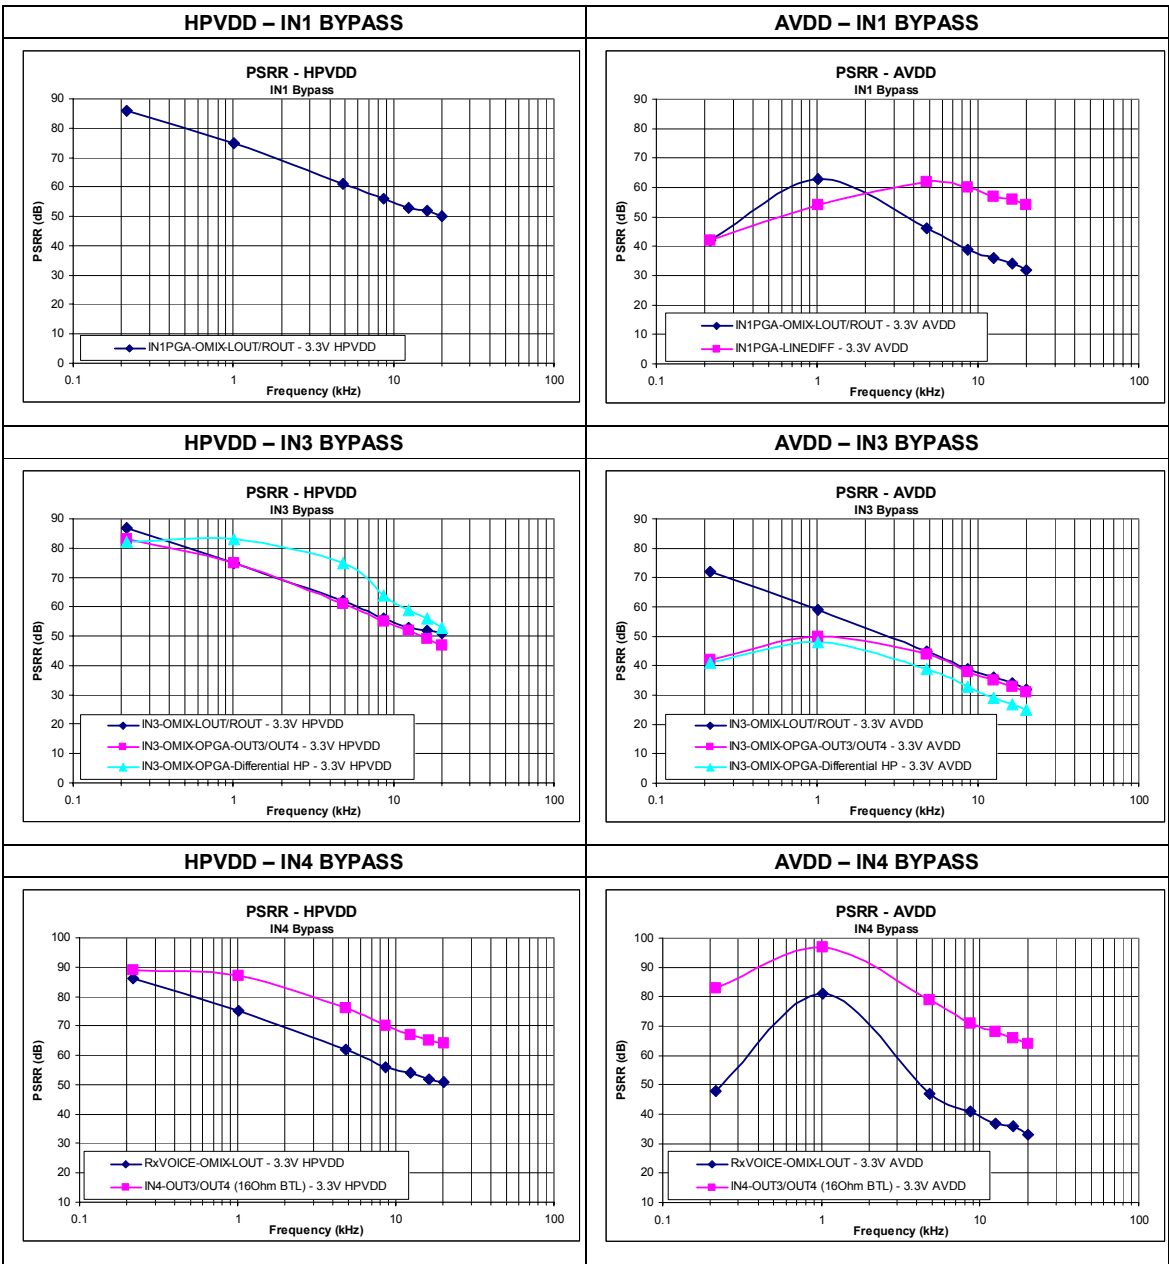 HPVDD – IN1 BYPASS
AVDD – IN1 BYPASS
PSRR - HPVDD
IN1 Bypass
90
80
70
60
50
40
30
20
10
0
PSRR (dB)
IN1PGA-OMIX-LOUT/ROUT - 3.3V HPVDD
0.1 1 10 100
Frequency (kHz)
PSRR - AVDD
IN1 Bypass
90
80
70
60
50
40
30
20
10
0
PSRR (dB)
IN1PGA-OMIX-LOUT/ROUT - 3.3V AVDD
IN1PGA-LINEDIFF - 3.3V AVDD
0.1 1 10 100
Frequency (kHz)
HPVDD – IN3 BYPASS
AVDD – IN3 BYPASS
PSRR - HPVDD
IN3 Bypass
90
80
70
60
50
40
30
20
10
0
PSRR (dB)
IN3-OMIX-LOUT/ROUT - 3.3V HPVDD
IN3-OMIX-OPGA-OUT3/OUT4 - 3.3V HPVDD
IN3-OMIX-OPGA-Differential HP - 3.3V HPVDD
0.1 1 10 100
Frequency (kHz)
PSRR - AVDD
IN3 Bypass
90
80
70
60
50
40
30
20
10
0
PSRR (dB)
IN3-OMIX-LOUT/ROUT - 3.3V AVDD
IN3-OMIX-OPGA-OUT3/OUT4 - 3.3V AVDD
IN3-OMIX-OPGA-Differential HP - 3.3V AVDD
0.1 1 10 100
Frequency (kHz)
HPVDD – IN4 BYPASS
AVDD – IN4 BYPASS
PSRR - HPVDD
IN4 Bypass
100
90
80
70
60
50
40
30
20
10
PSRR (dB)
RxVOICE-OMIX-LOUT - 3.3V HPVDD
IN4-OUT3/OUT4 (16Ohm BTL) - 3.3V HPVDD
0.1 1 10 100
Frequency (kHz)
PSRR - AVDD
IN4 Bypass
100
90
80
70
60
50
40
30
20
10
PSRR (dB)
RxVOICE-OMIX-LOUT - 3.3V AVDD
IN4-OUT3/OUT4 (16Ohm BTL) - 3.3V AVDD
0.1 1 10 100
Frequency (kHz)